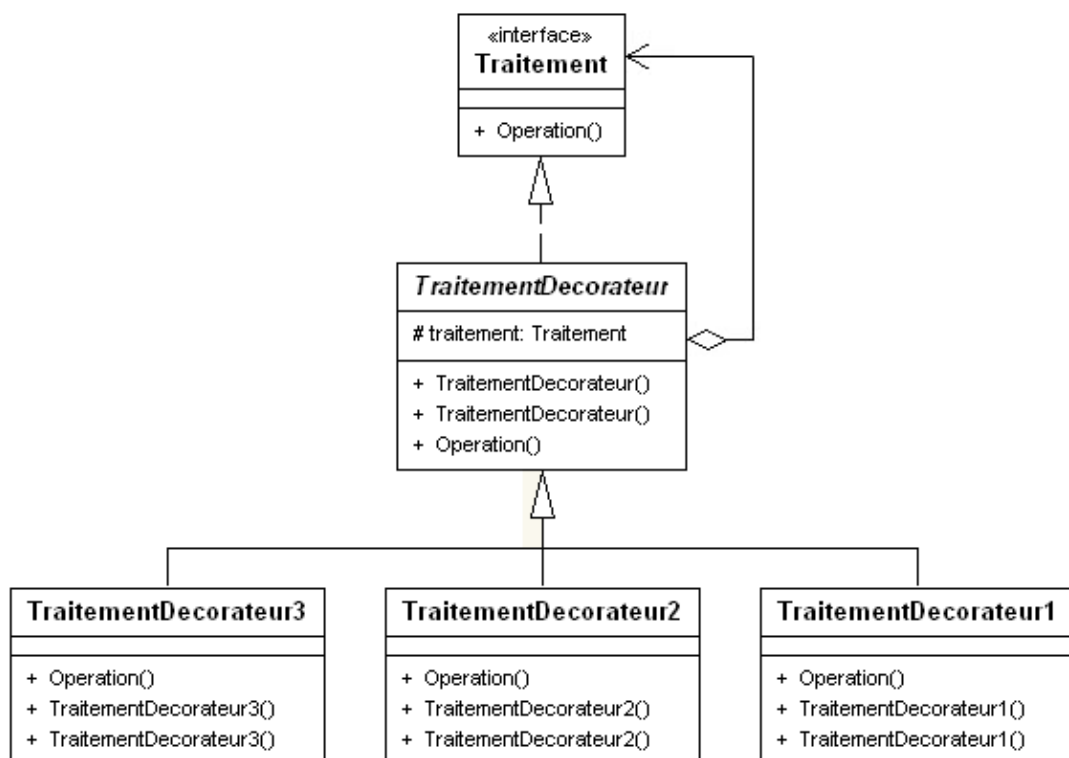 «interface»
Traitement
+ Operation()
TraitementDecorateur
# traitement: Traitement
+ TraitementDecorateur()
+ TraitementDecorateur()
+ Operation()
TraitementDecorateur3
+ Operation()
+ TraitementDecorateur3()
+ TraitementDecorateur3()
TraitementDecorateur2
+ Operation()
+ TraitementDecorateur2()
+ TraitementDecorateur2()
TraitementDecorateur1
+ Operation()
+ TraitementDecorateur1()
+ TraitementDecorateur1()